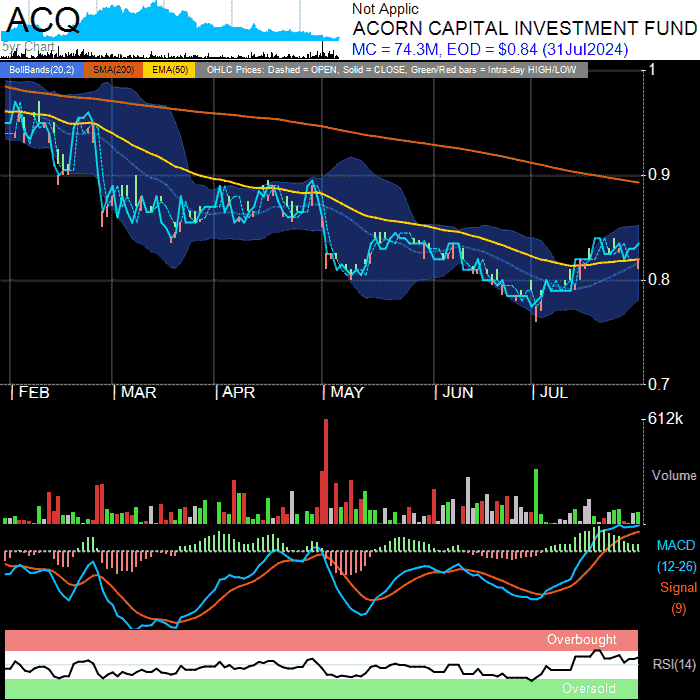 ACQ
Not Applic
ACORN CAPITAL INVESTMENT FUND
5yr Chart
MC = 74.3M, EOD = $0.84 (31Jul2024)
BollBands(20,2) SMA(200) EMA(50) OHLC Prices: Dashed = OPEN, Solid = CLOSE, Green/Red bars = Intra-day HIGH/LOW
1
0.9
0.8
0.7
FEB MAR APR MAY JUN JUL
612k
Volume
MACD
(12-26)
Signal
(9)
Overbought
RSI(14)
Oversold